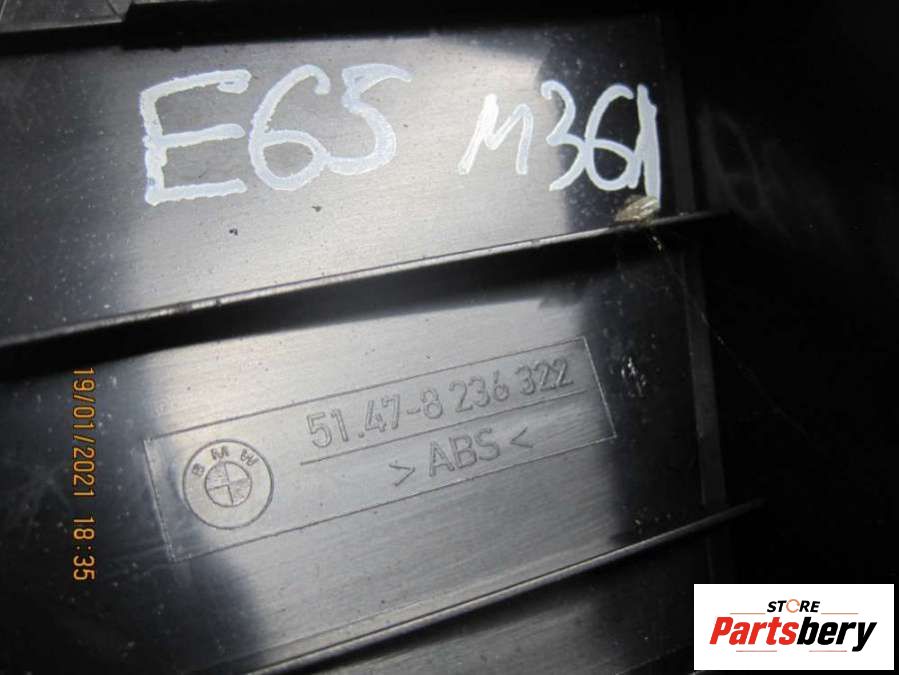 E65 M361
51.47-8 236 322
BMW
>ABS<
19/01/2021 18:35
STORE
Partsbery